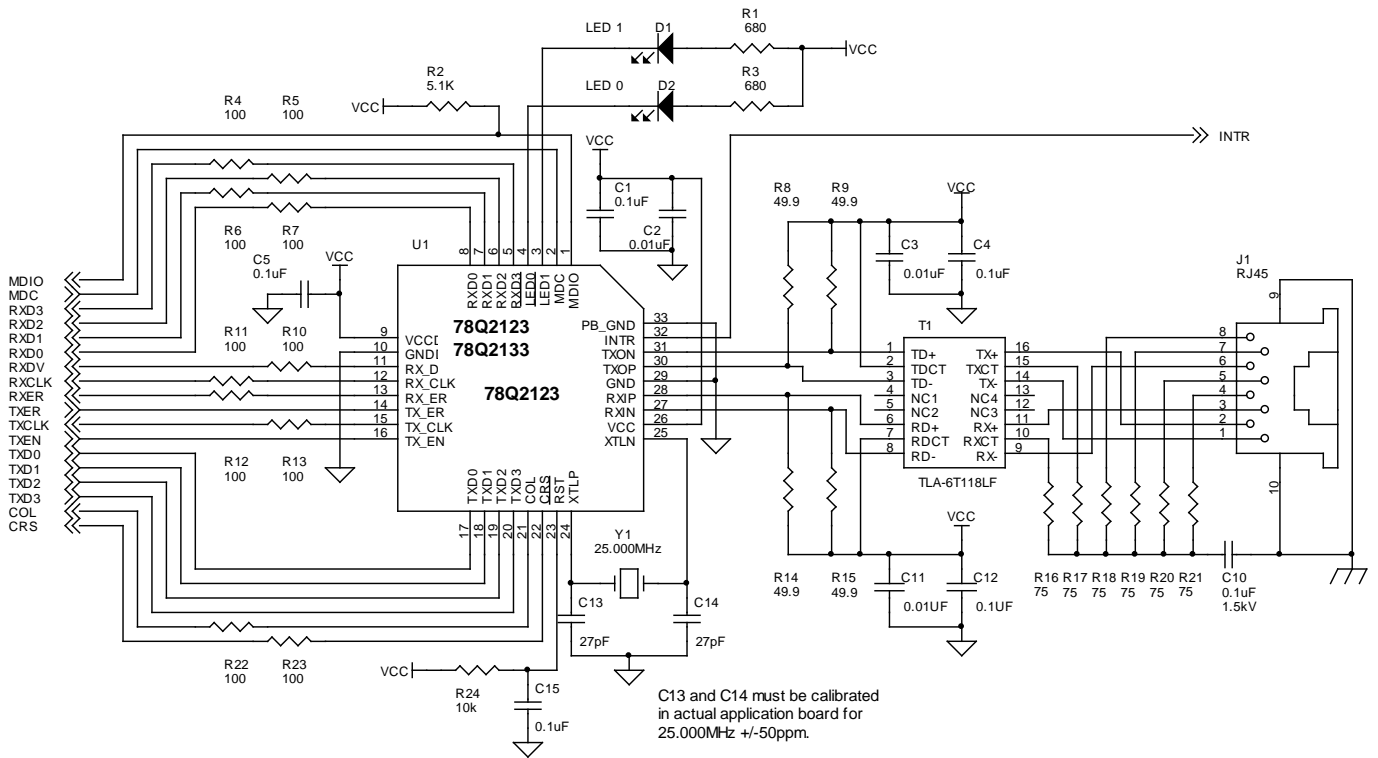 LED 1
D1
R1
680
VCC
R2
5.1K
VCC
LED 0
D2
R3
680
R4
100
R5
100
VCC
INTR
C1
0.1uF
C2
0.01uF
R8
49.9
R9
49.9
VCC
R6
100
R7
100
C5
0.1uF
VCC
U1
8 7 6 5 4 3 2 1
RXD0
RXD1
RXD2
RXD3
LED0
LED1
MDC
MDIO
C3
0.01uF
C4
0.1uF
J1
RJ45
MDIO
MDC
RXD3
RXD2
RXD1
RXD0
RXDV
RXCLK
RXER
TXER
TXCLK
TXEN
TXD0
TXD1
TXD2
TXD3
COL
CRS
R11
100
R10
100
78Q2123
78Q2133
78Q2123
9 VCCD
10 GNDD
11 RX_D
12 RX_CLK
13 RX_ER
14 TX_ER
15 TX_CLK
16 TX_EN
PB_GND 33
INTR 32
TXON 31
TXOP 30
GND 29
RXIP 28
RXIN 27
VCC 26
XTLN 25
T1
1 TD+
2 TDCT
3 TD-
4 NC1
5 NC2
6 RD+
7 RDCT
8 RD-
TX+ 16
TXCT 15
TX- 14
NC4 13
NC3 12
RX+ 11
RXCT 10
RX- 9
TLA-6T118LF
9
8
7
6
5
4
3
2
1
10
R12
100
R13
100
TXD0
TXD1
TXD2
TXD3
COL
CRS
RST
XTLP
17 18 19 20 21 22 23 24
Y1
25.000MHz
VCC
R14
49.9
R15
49.9
C11
0.01UF
C12
0.1UF
R16
75
R17
75
R18
75
R19
75
R20
75
R21
75
C10
0.1uF
1.5kV
C13
27pF
C14
27pF
R22
100
R23
100
VCC
R24
10k
C15
0.1uF
C13 and C14 must be calibrated
in actual application board for
25.000MHz +/-50ppm.